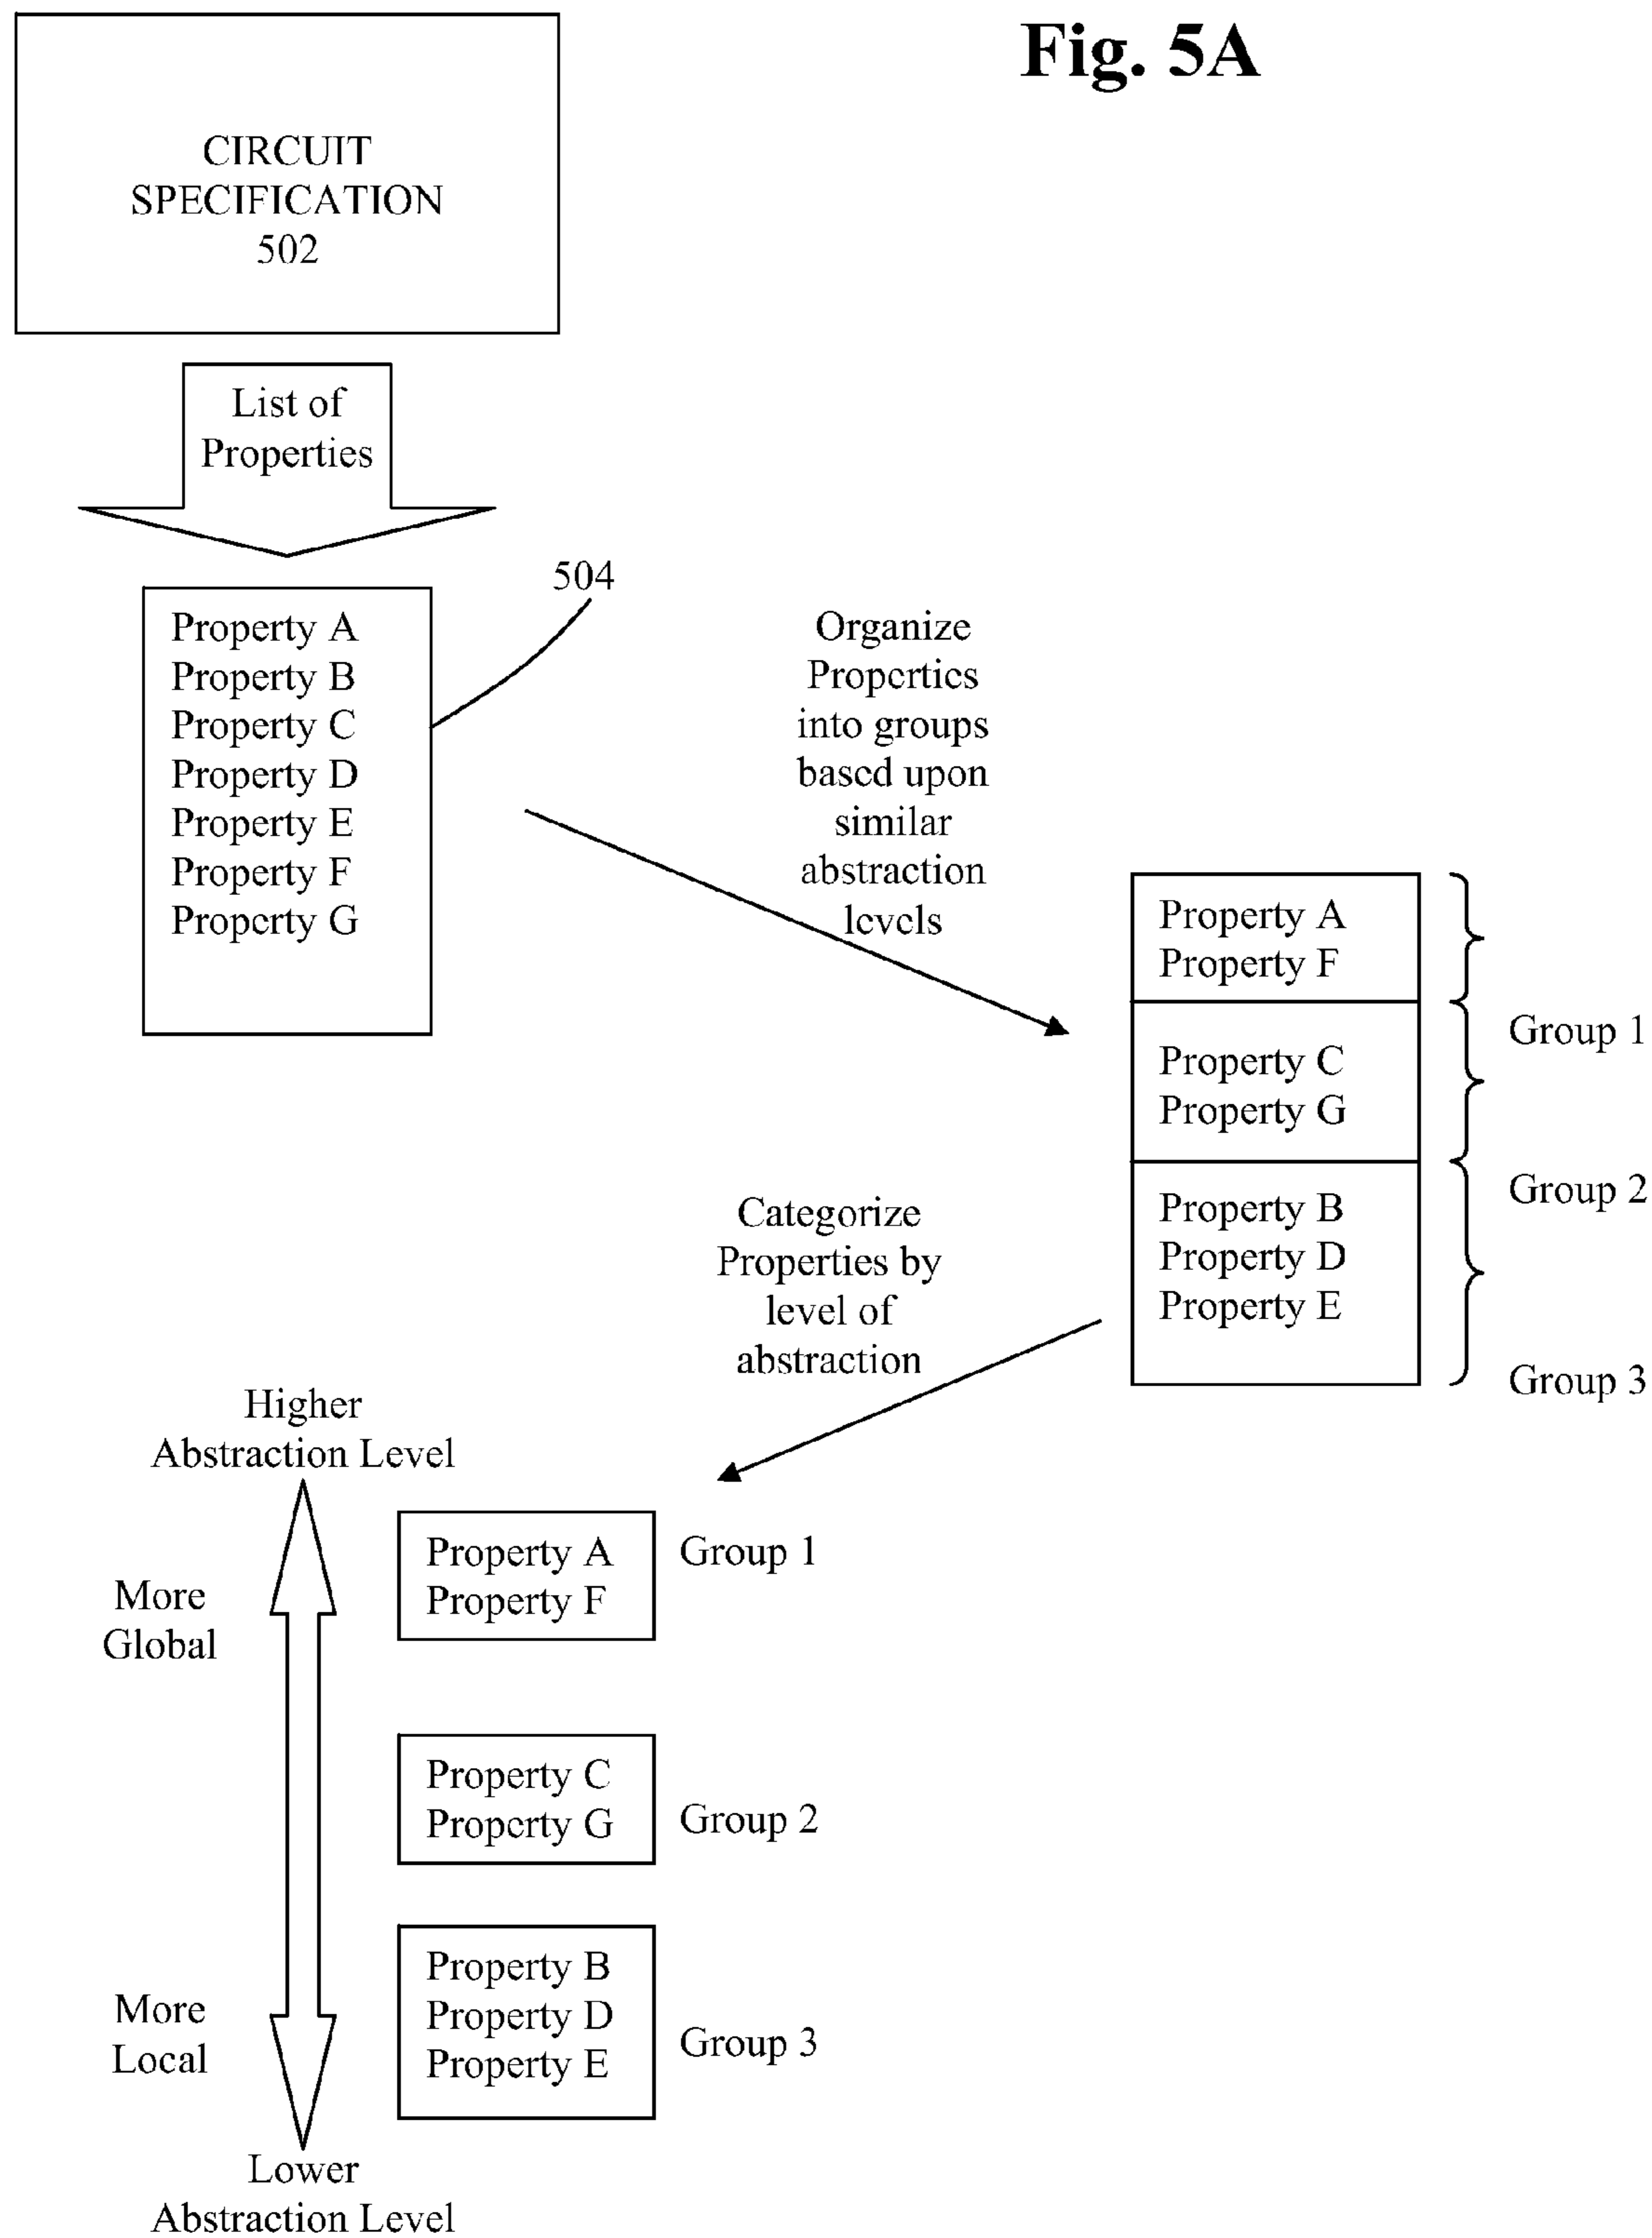 Fig. 5A
CIRCUIT
SPECIFICATION
502
List of
Properties
504
Property A
Property B
Property C
Property D
Property E
Property F
Property G
Organize
Properties
into groups
based upon
similar
abstraction
levels
Property A
Property F
Property C
Property G
Property B
Property D
Property E
Group 1
Group 2
Group 3
Categorize
Properties by
level of
abstraction
Higher
Abstraction Level
More
Global
More
Local
Lower
Abstraction Level
Property A
Property F
Group 1
Property C
Property G
Group 2
Property B
Property D
Property E
Group 3